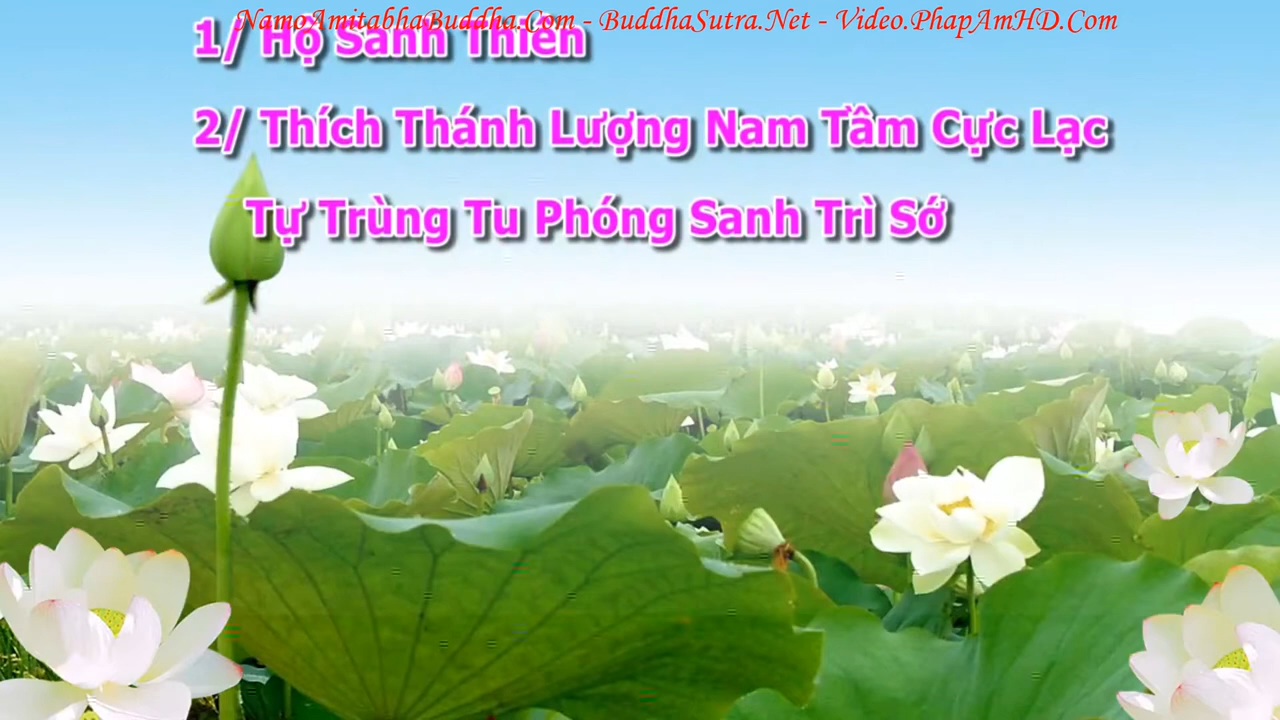 NamoAmitabhaBuddha.Com - BuddhaSutra.Net - Video.PhapAmHD.Com
1/ Hộ Sanh Thiên
2/ Thích Thánh Lượng Nam Tầm Cực Lạc
Tự Trùng Tu Phóng Sanh Trì Sớ